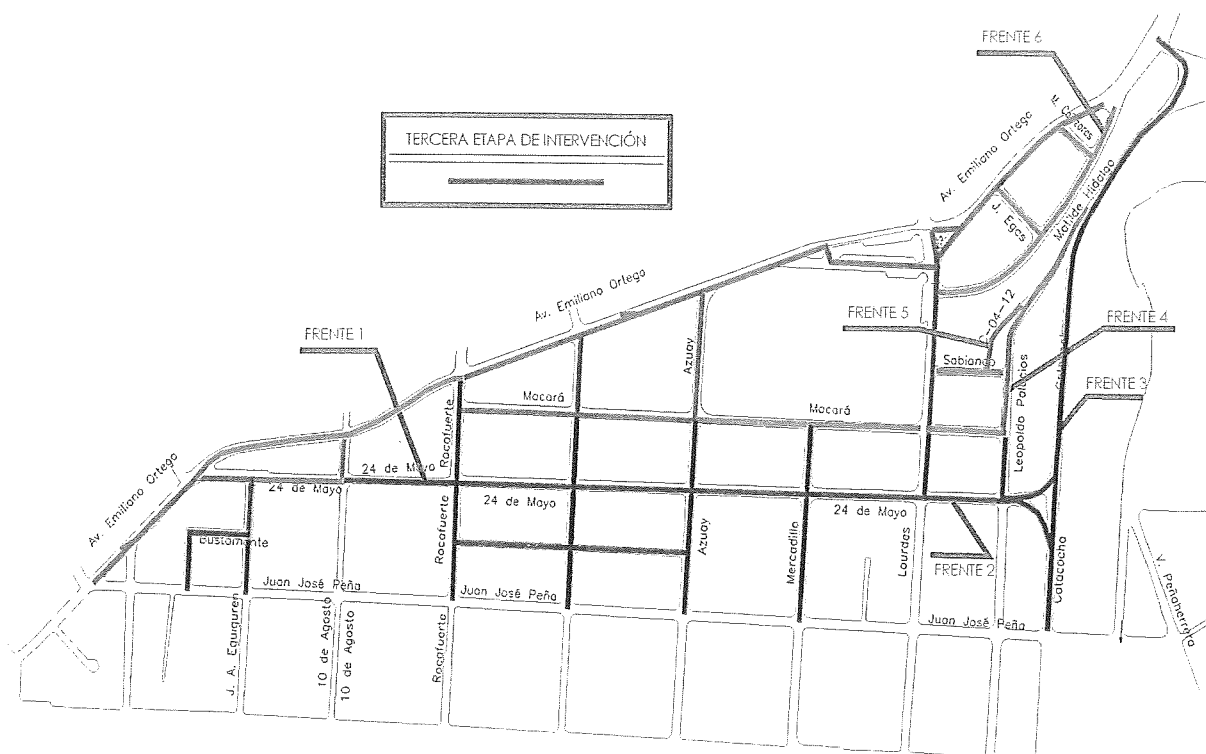 FRENTE 6
TERCERA ETAPA DE INTERVENCIÓN
Av. Emiliano Ortega
Matilde Hidalgo
J. Egas
Av. Emiliano Ortega
FRENTE 1
FRENTE 5
C-04-12
FRENTE 4
Sabiango
Leopoldo Palacios
FRENTE 3
Azuay
Macará
Macará
Rocafuerte
Av. Emiliano Ortega
24 de Mayo
24 de Mayo
24 de Mayo
24 de Mayo
Bustamante
Rocafuerte
Azuay
Mercadillo
Lourdes
FRENTE 2
Catacocha
Juan José Peña
Juan José Peña
Juan José Peña
V. Peñaherrera
J. A. Eguiguren
10 de Agosto
10 de Agosto
Rocafuerte